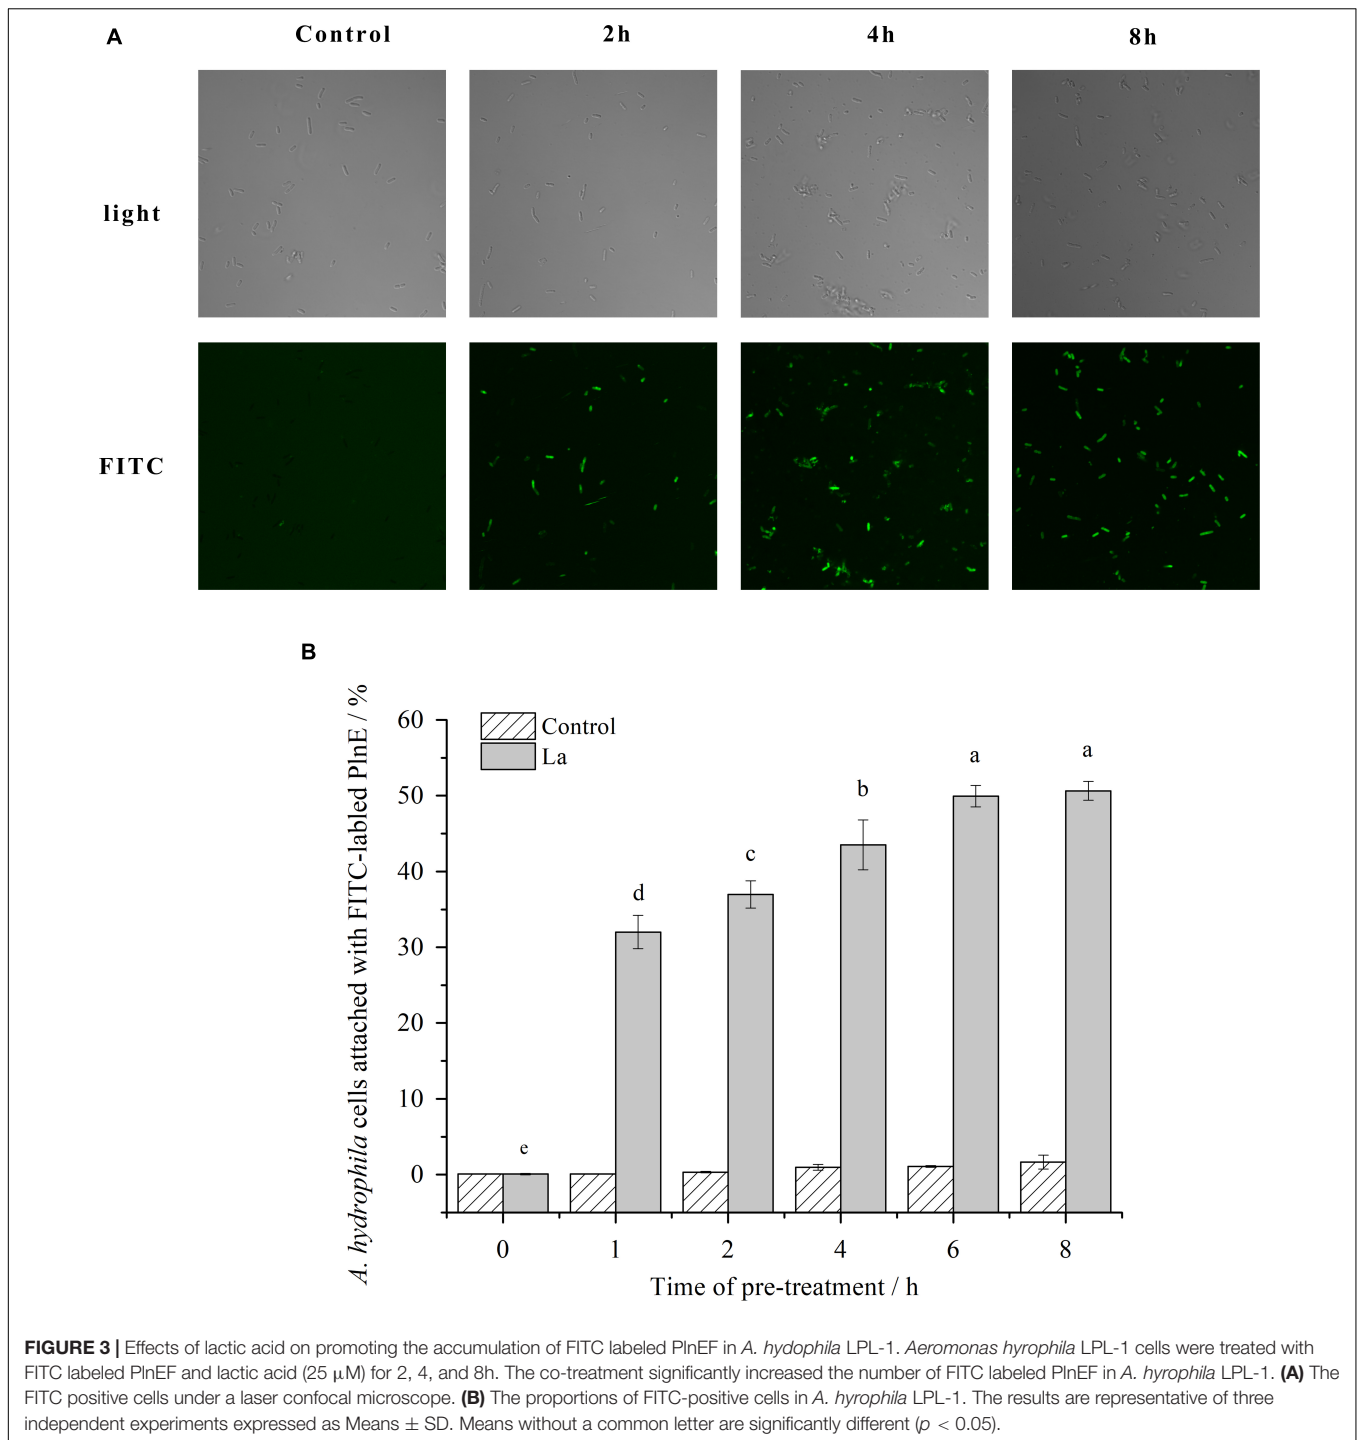 A
Control 2h 4h 8h
light
FITC
B
A. hydrophila cells attached with FITC-labled PlnE / %
60
50
40
30
20
10
0
Control
La
e
d
c
b
a
a
0 1 2 4 6 8
Time of pre-treatment / h
FIGURE 3 | Effects of lactic acid on promoting the accumulation of FITC labeled PlnEF in A. hydophila LPL-1. Aeromonas hyrophila LPL-1 cells were treated with
FITC labeled PlnEF and lactic acid (25 μM) for 2, 4, and 8h. The co-treatment significantly increased the number of FITC labeled PlnEF in A. hyrophila LPL-1. (A) The
FITC positive cells under a laser confocal microscope. (B) The proportions of FITC-positive cells in A. hyrophila LPL-1. The results are representative of three
independent experiments expressed as Means ± SD. Means without a common letter are significantly different (p < 0.05).